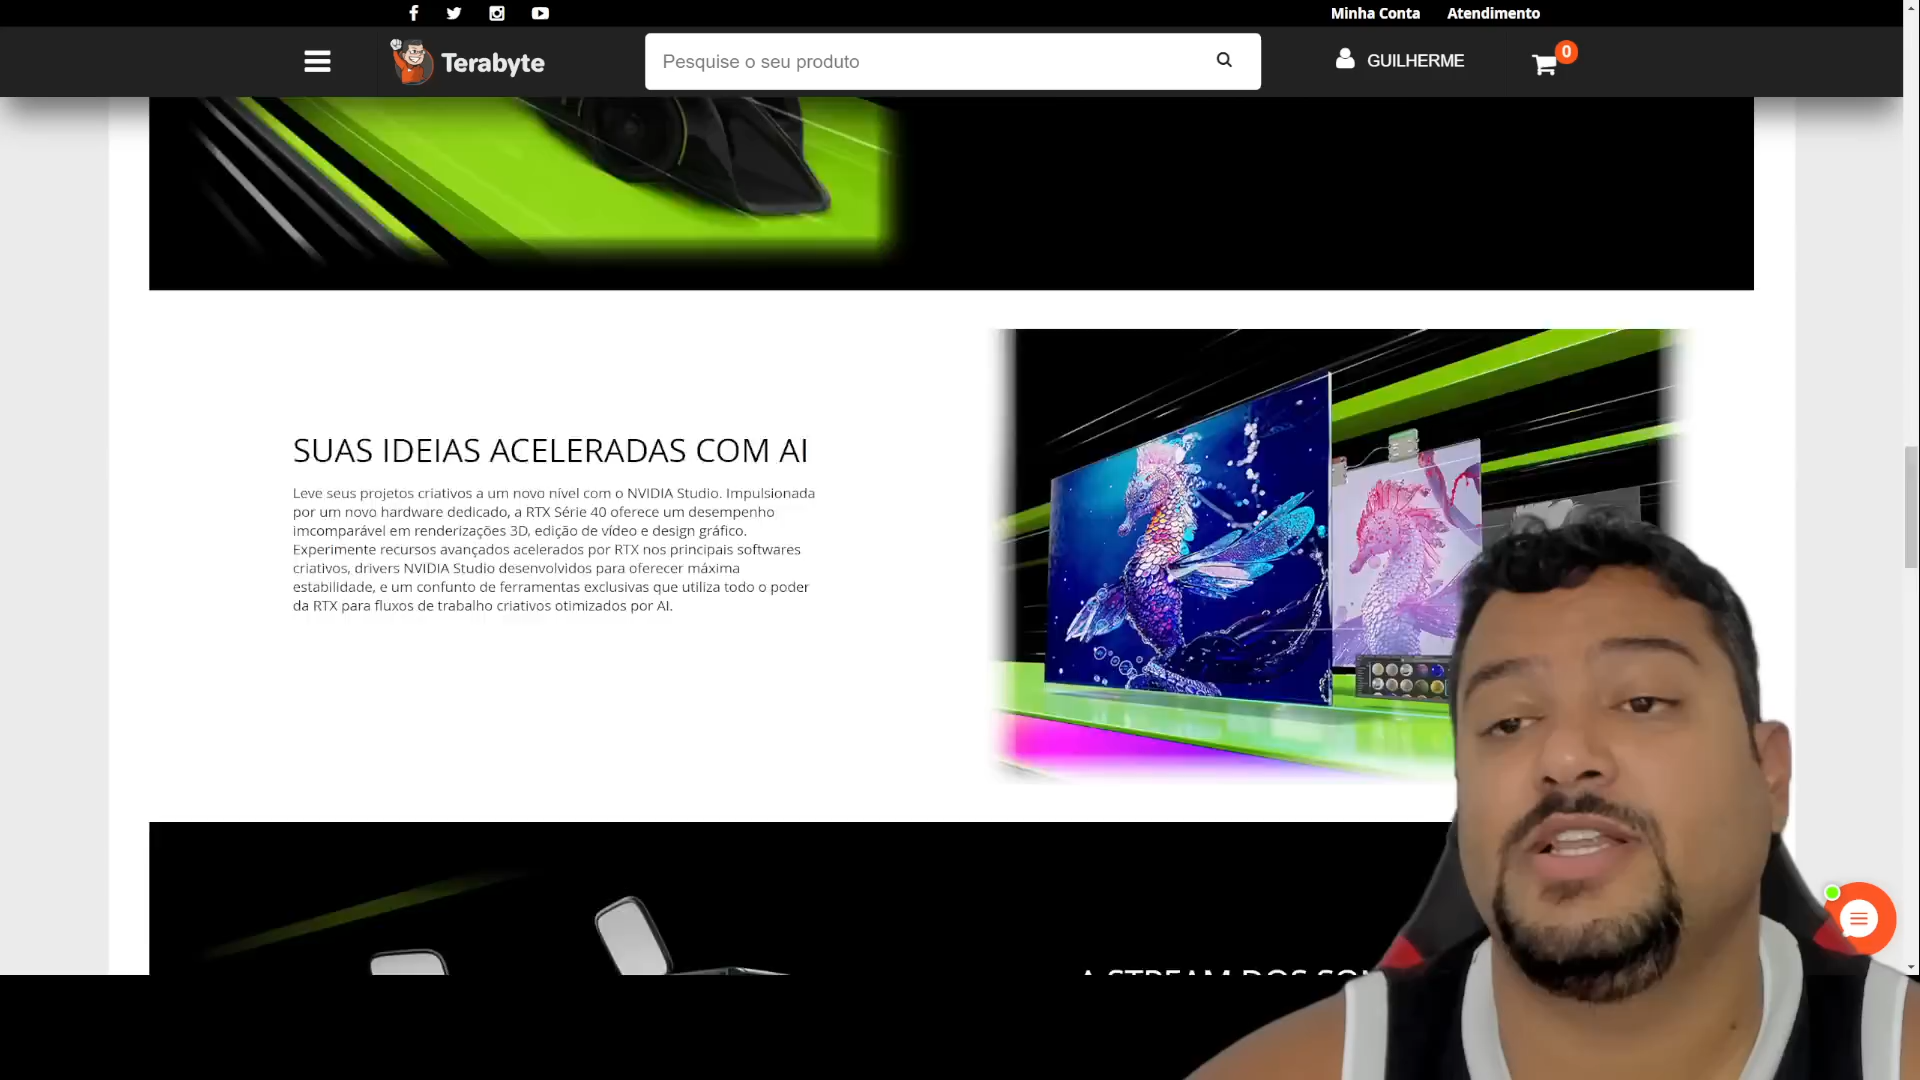 Minha Conta
Atendimento
Terabyte
Pesquise o seu produto
GUILHERME
0
SUAS IDEIAS ACELERADAS COM AI
Leve seus projetos criativos a um novo nível com o NVIDIA Studio. Impulsionada
por um novo hardware dedicado, a RTX Série 40 oferece um desempenho
imcomparável em renderizações 3D, edição de vídeo e design gráfico.
Experimente recursos avançados acelerados por RTX nos principais softwares
criativos, drivers NVIDIA Studio desenvolvidos para oferecer máxima
estabilidade, e um confunto de ferramentas exclusivas que utiliza todo o poder
da RTX para fluxos de trabalho criativos otimizados por AI.
A STREAM DOS